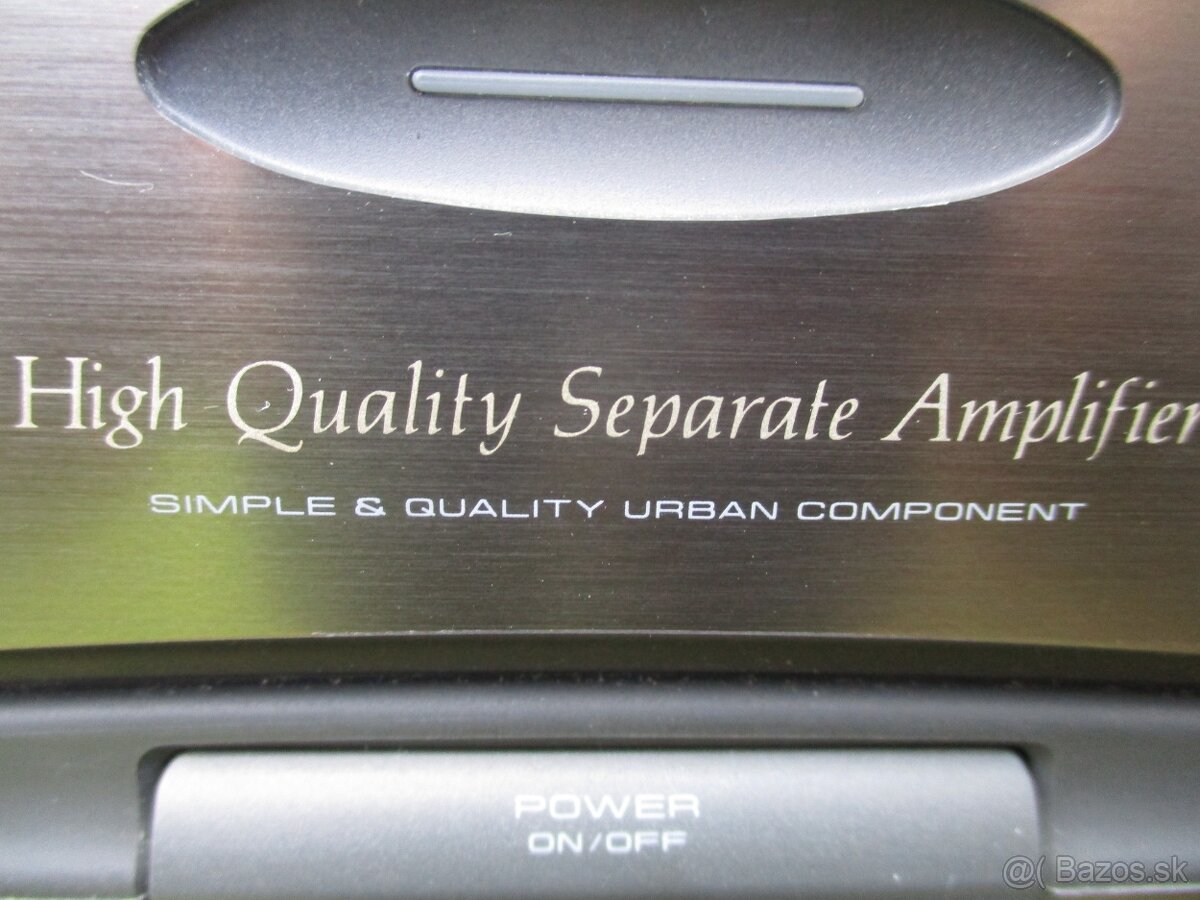 High Quality Separate Amplifier
SIMPLE & QUALITY URBAN COMPONENT
POWER
ON/OFF
@( Bazos.sk